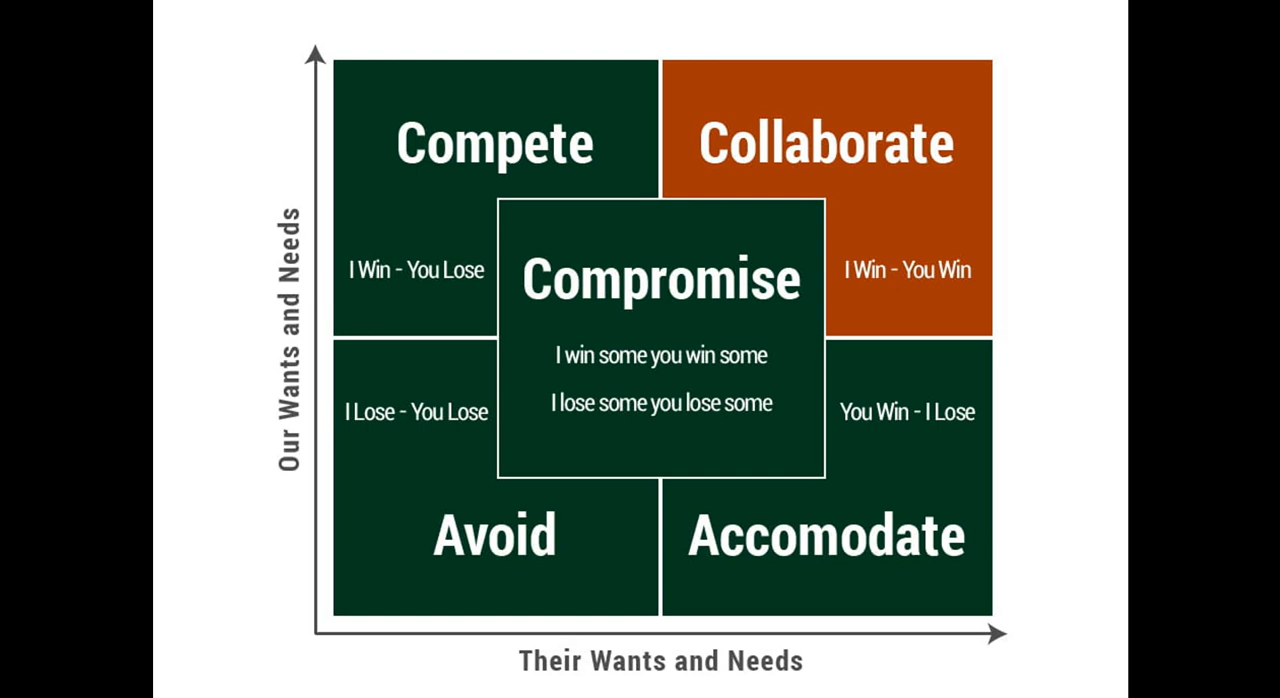 Compete
Collaborate
I Win - You Lose
Compromise
I win some you win some
I lose some you lose some
I Win - You Win
I Lose - You Lose
You Win - I Lose
Avoid
Accomodate
Our Wants and Needs
Their Wants and Needs